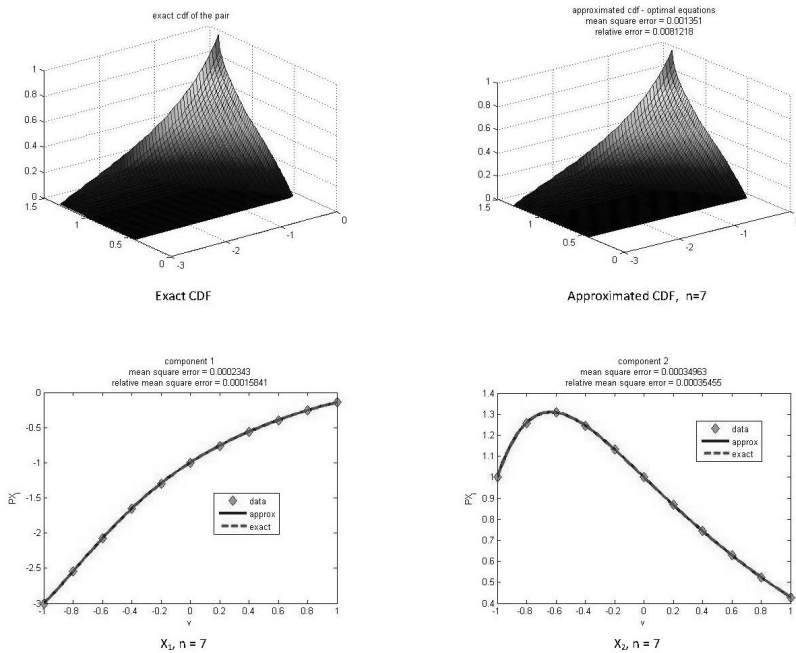 exact cdf of the pair
1
0.8
0.6
0.4
0.2
0
1.5
1
0.5
0
-3
-2
-1
0
Exact CDF
approximated cdf - optimal equations
mean square error = 0.001351
relative error = 0.0081218
1
0.8
0.6
0.4
0.2
0
1.5
1
0.5
0
-3
-2
-1
0
Approximated CDF, n=7
component 1
mean square error = 0.0002343
relative mean square error = 0.00015841
0
-0.5
-1
-1.5
-2
-2.5
-3
PX1
data
approx
exact
-1 -0.8 -0.6 -0.4 -0.2 0 0.2 0.4 0.6 0.8 1
v
X₁, n = 7
component 2
mean square error = 0.00034963
relative mean square error = 0.00035455
1.4
1.3
1.2
1.1
1
0.9
0.8
0.7
0.6
0.5
0.4
data
approx
exact
-1 -0.8 -0.6 -0.4 -0.2 0 0.2 0.4 0.6 0.8 1
v
X₂, n = 7